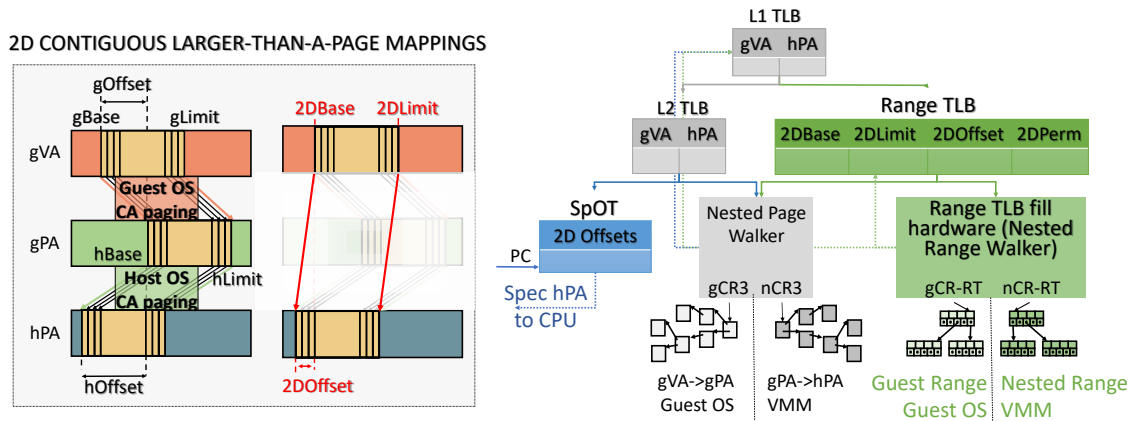 2D CONTIGUOUS LARGER-THAN-A-PAGE MAPPINGS
gOffset
gBase
gLimit
gVA
Guest OS
CA paging
gPA
hBase
hLimit
Host OS
CA paging
hPA
hOffset
2DBase
2DLimit
2DOffset
L1 TLB
gVA hPA
L2 TLB
gVA hPA
Range TLB
2DBase 2DLimit 2DOffset 2DPerm
SpOT
2D Offsets
PC
Spec hPA
to CPU
Nested Page
Walker
gCR3 nCR3
gVA->gPA
Guest OS
gPA->hPA
VMM
Range TLB fill
hardware (Nested
Range Walker)
gCR-RT nCR-RT
Guest Range
Guest OS
Nested Range
VMM